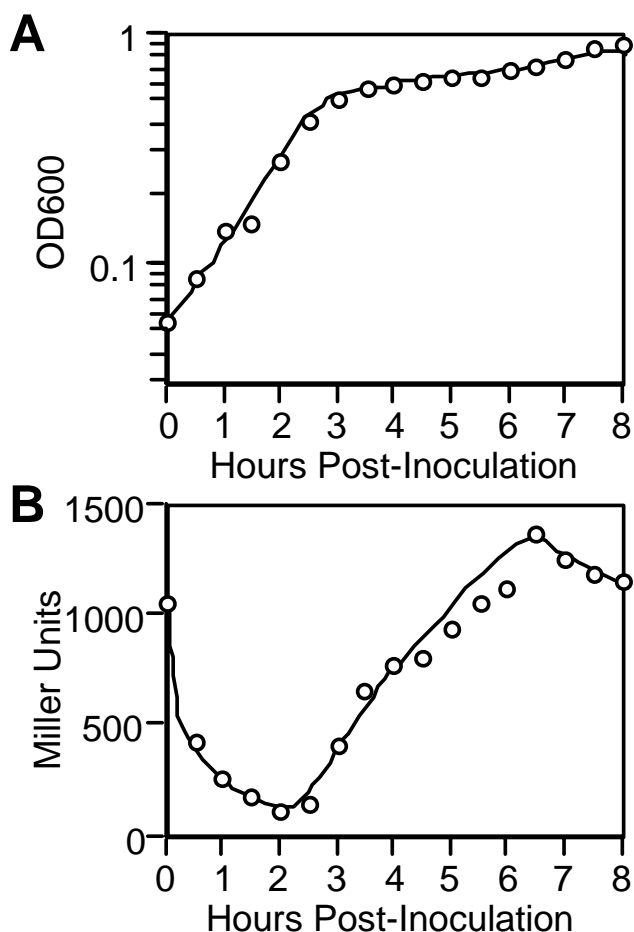 A
1
OD600
0.1
0 1 2 3 4 5 6 7 8
Hours Post-Inoculation
B
1500
1000
Miller Units
500
0
0 1 2 3 4 5 6 7 8
Hours Post-Inoculation